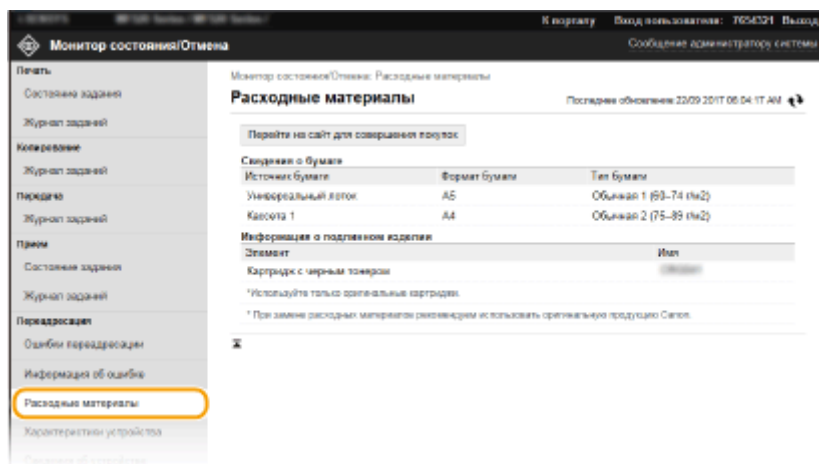 К порталу Вход пользователя: 7654321 Выход
Монитор состояния/Отмена
Сообщение администратору системы
Печать
Состояние задания
Журнал заданий
Копирование
Журнал заданий
Передача
Журнал заданий
Прием
Состояние задания
Журнал заданий
Переадресация
Ошибки переадресации
Информация об ошибке
Расходные материалы
Характеристики устройства
Монитор состояния/Отмена: Расходные материалы
Расходные материалы
Последнее обновление 22/09 2017 06:04:17 AM
Перейти на сайт для совершения покупок
Сведения о бумаге
Источник бумаги Формат бумаги Тип бумаги
Универсальный лоток A5 Обычная 1 (60–74 г/м2)
Кассета 1 A4 Обычная 2 (75–89 г/м2)
Информация о подлинном изделии
Элемент Имя
Картридж с черным тонером
*Используйте только оригинальные картриджи.
* При замене расходных материалов рекомендуем использовать оригинальную продукцию Canon.